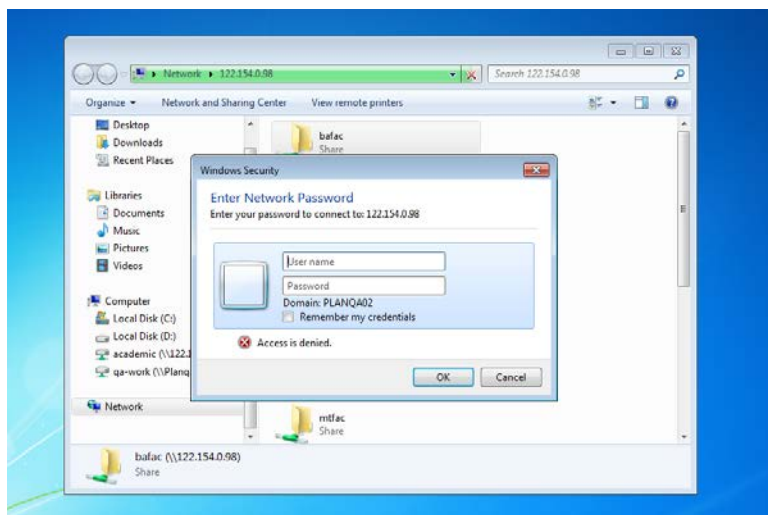 Network ▸ 122.154.0.98
Search 122.154.0.98
Organize
Network and Sharing Center
View remote printers
Desktop
Downloads
Recent Places
Libraries
Documents
Music
Pictures
Videos
Computer
Local Disk (C:)
Local Disk (D:)
academic (\\122.1
qa-work (\\Planq
Network
bafac
Share
Windows Security
Enter Network Password
Enter your password to connect to: 122.154.0.98
User name
Password
Domain: PLANQA02
Remember my credentials
Access is denied.
OK
Cancel
mtfac
Share
bafac (\\122.154.0.98)
Share